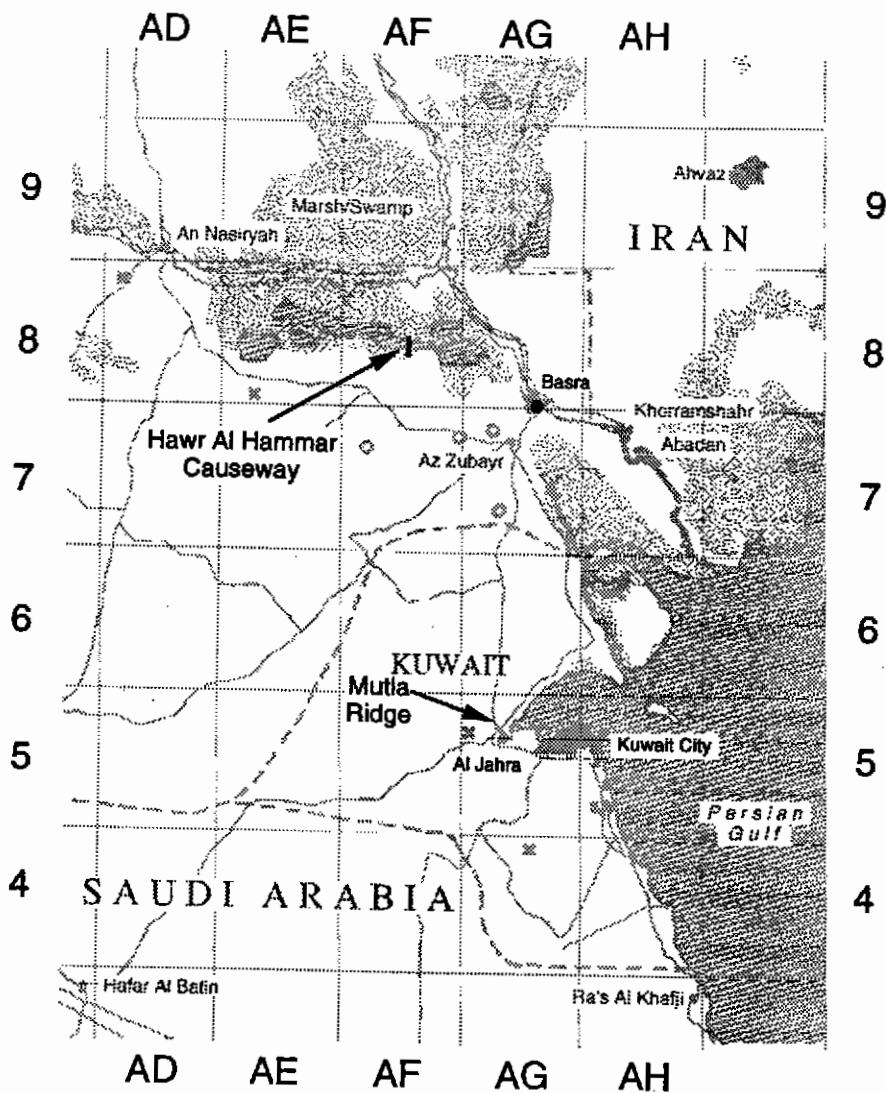 AD AE AF AG AH
9
Ahwaz
9
Marsh/Swamp
An Nasiryah
IRAN
8
8
Basra
Khorramshahr
Hawr Al Hammar
Causeway
Abadan
Az Zubayr
7
7
6
6
KUWAIT
Mutla
Ridge
Kuwait City
5
Al Jahra
5
Persian
Gulf
4
SAUDI ARABIA
4
Hafar Al Batin
Ra's Al Khafji
AD AE AF AG AH